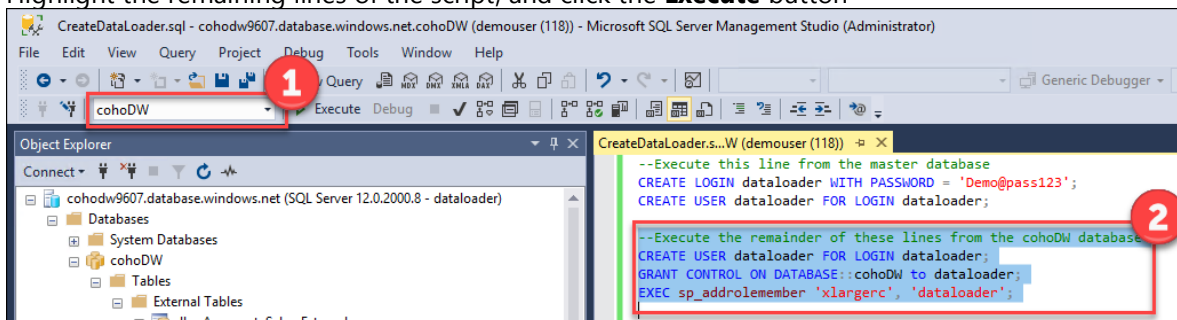 Highlight the remaining lines of the script, and click the Execute button
CreateDataLoader.sql - cohodw9607.database.windows.net.cohoDW (demouser (118)) - Microsoft SQL Server Management Studio (Administrator)
File Edit View Query Project Debug Tools Window Help
1
Query MDX DMX XMLA DAX Generic Debugger
cohoDW Execute Debug
Object Explorer
CreateDataLoader.s...W (demouser (118))
Connect
--Execute this line from the master database
CREATE LOGIN dataloader WITH PASSWORD = 'Demo@pass123';
CREATE USER dataloader FOR LOGIN dataloader;
cohodw9607.database.windows.net (SQL Server 12.0.2000.8 - dataloader)
Databases
System Databases
cohoDW
Tables
External Tables
2
--Execute the remainder of these lines from the cohoDW database
CREATE USER dataloader FOR LOGIN dataloader;
GRANT CONTROL ON DATABASE::cohoDW to dataloader;
EXEC sp_addrolemember 'xlargerc', 'dataloader';